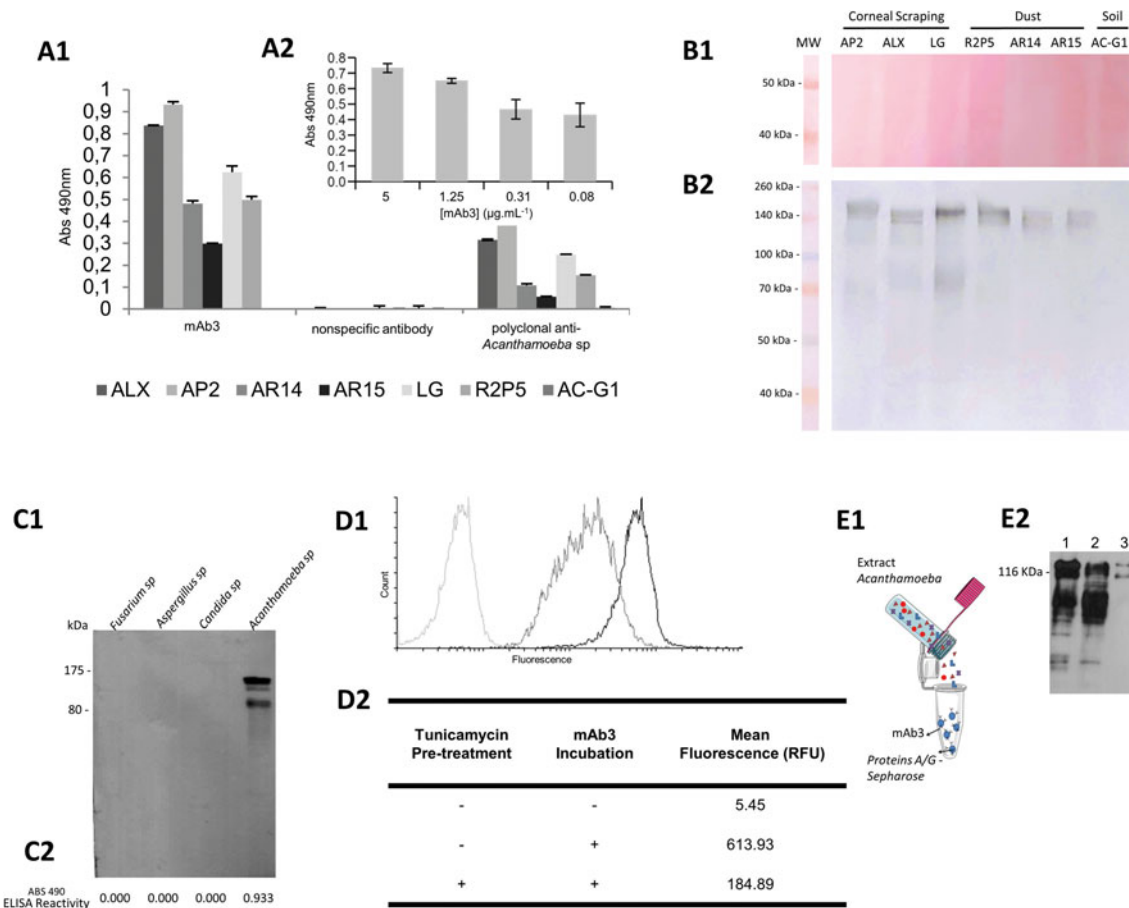 A1
Abs 490nm
1
0,9
0,8
0,7
0,6
0,5
0,4
0,3
0,2
0,1
0
mAb3
nonspecific antibody
polyclonal anti-
Acanthamoeba sp
ALX AP2 AR14 AR15 LG R2P5 AC-G1
A2
Abs 490nm
0.8
0.7
0.6
0.5
0.4
0.3
0.2
0.1
0.0
5 1.25 0.31 0.08
[mAb3] (µg.mL⁻¹)
Corneal Scraping Dust Soil
MW AP2 ALX LG R2P5 AR14 AR15 AC-G1
B1
50 kDa -
40 kDa -
B2
260 kDa -
140 kDa -
100 kDa -
70 kDa -
50 kDa -
40 kDa -
C1
Fusarium sp
Aspergillus sp
Candida sp
Acanthamoeba sp
kDa
175 -
80 -
C2
ABS 490
ELISA Reactivity 0.000 0.000 0.000 0.933
D1
Count
Fluorescence
D2
Tunicamycin mAb3 Mean
Pre-treatment Incubation Fluorescence (RFU)
- - 5.45
- + 613.93
+ + 184.89
E1
Extract
Acanthamoeba
mAb3
Proteins A/G -
Sepharose
E2
1 2 3
116 KDa -